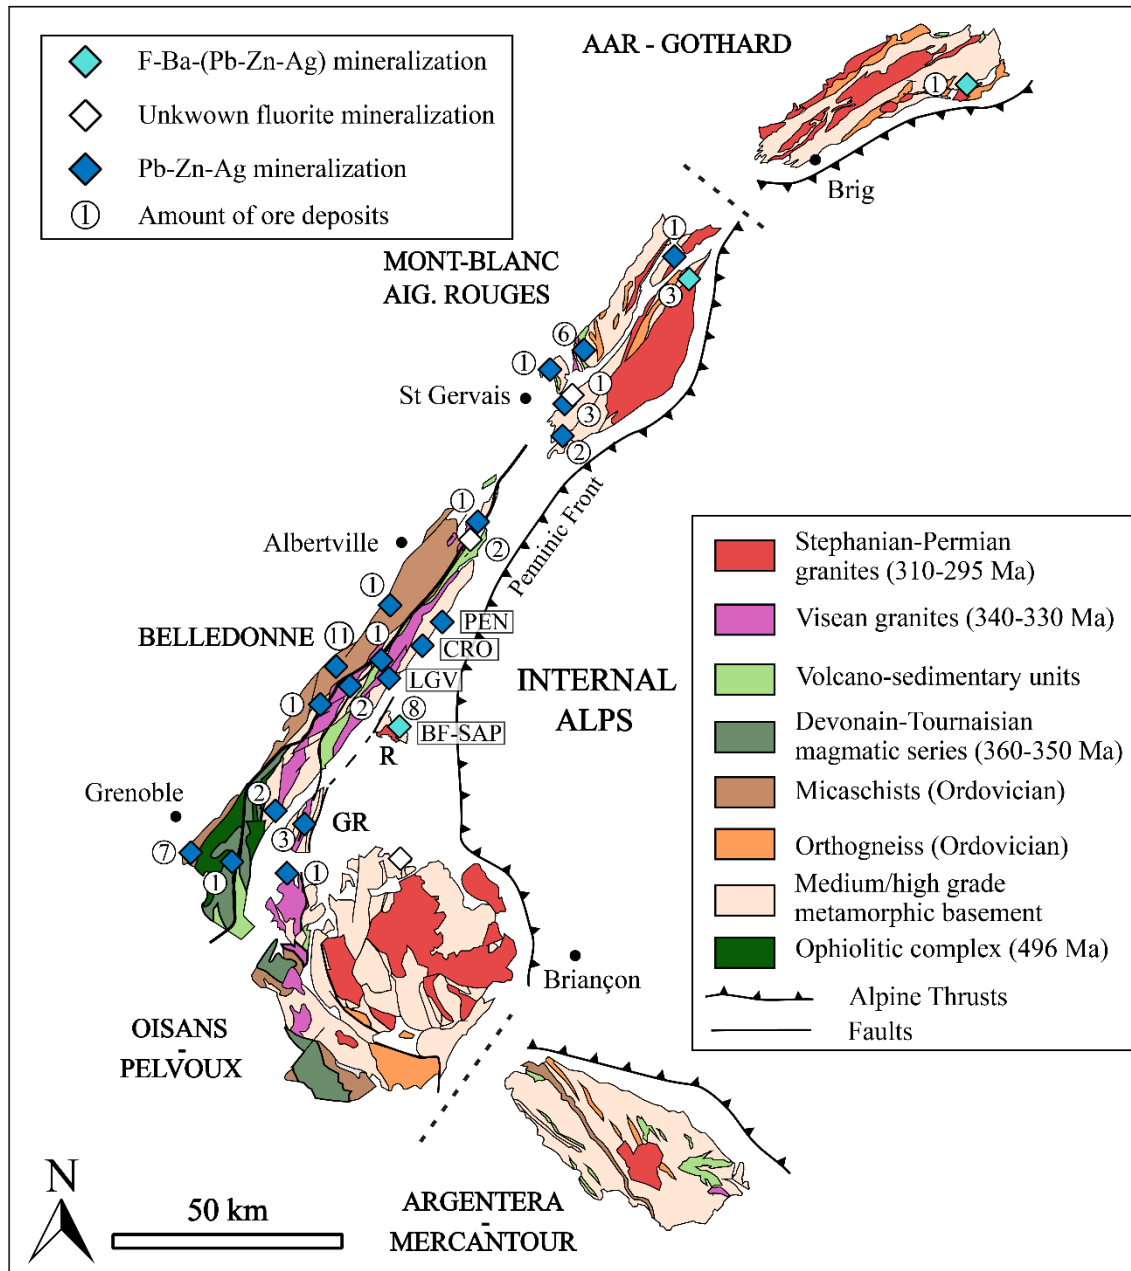 AAR - GOTHARD
F-Ba-(Pb-Zn-Ag) mineralization
Unkwown fluorite mineralization
Pb-Zn-Ag mineralization
1 Amount of ore deposits
1
Brig
MONT-BLANC
AIG. ROUGES
1
3
6
1
St Gervais
1
3
2
Penninic Front
1
Albertville
2
1
BELLEDONNE
11
1
PEN
CRO
LGV
1
2
8
BF-SAP
R
INTERNAL
ALPS
Grenoble
2
3
GR
7
1
1
Briançon
OISANS
-
PELVOUX
ARGENTERA
-
MERCANTOUR
Stephanian-Permian
granites (310-295 Ma)
Visean granites (340-330 Ma)
Volcano-sedimentary units
Devonain-Tournaisian
magmatic series (360-350 Ma)
Micaschists (Ordovician)
Orthogneiss (Ordovician)
Medium/high grade
metamorphic basement
Ophiolitic complex (496 Ma)
Alpine Thrusts
Faults
N
50 km